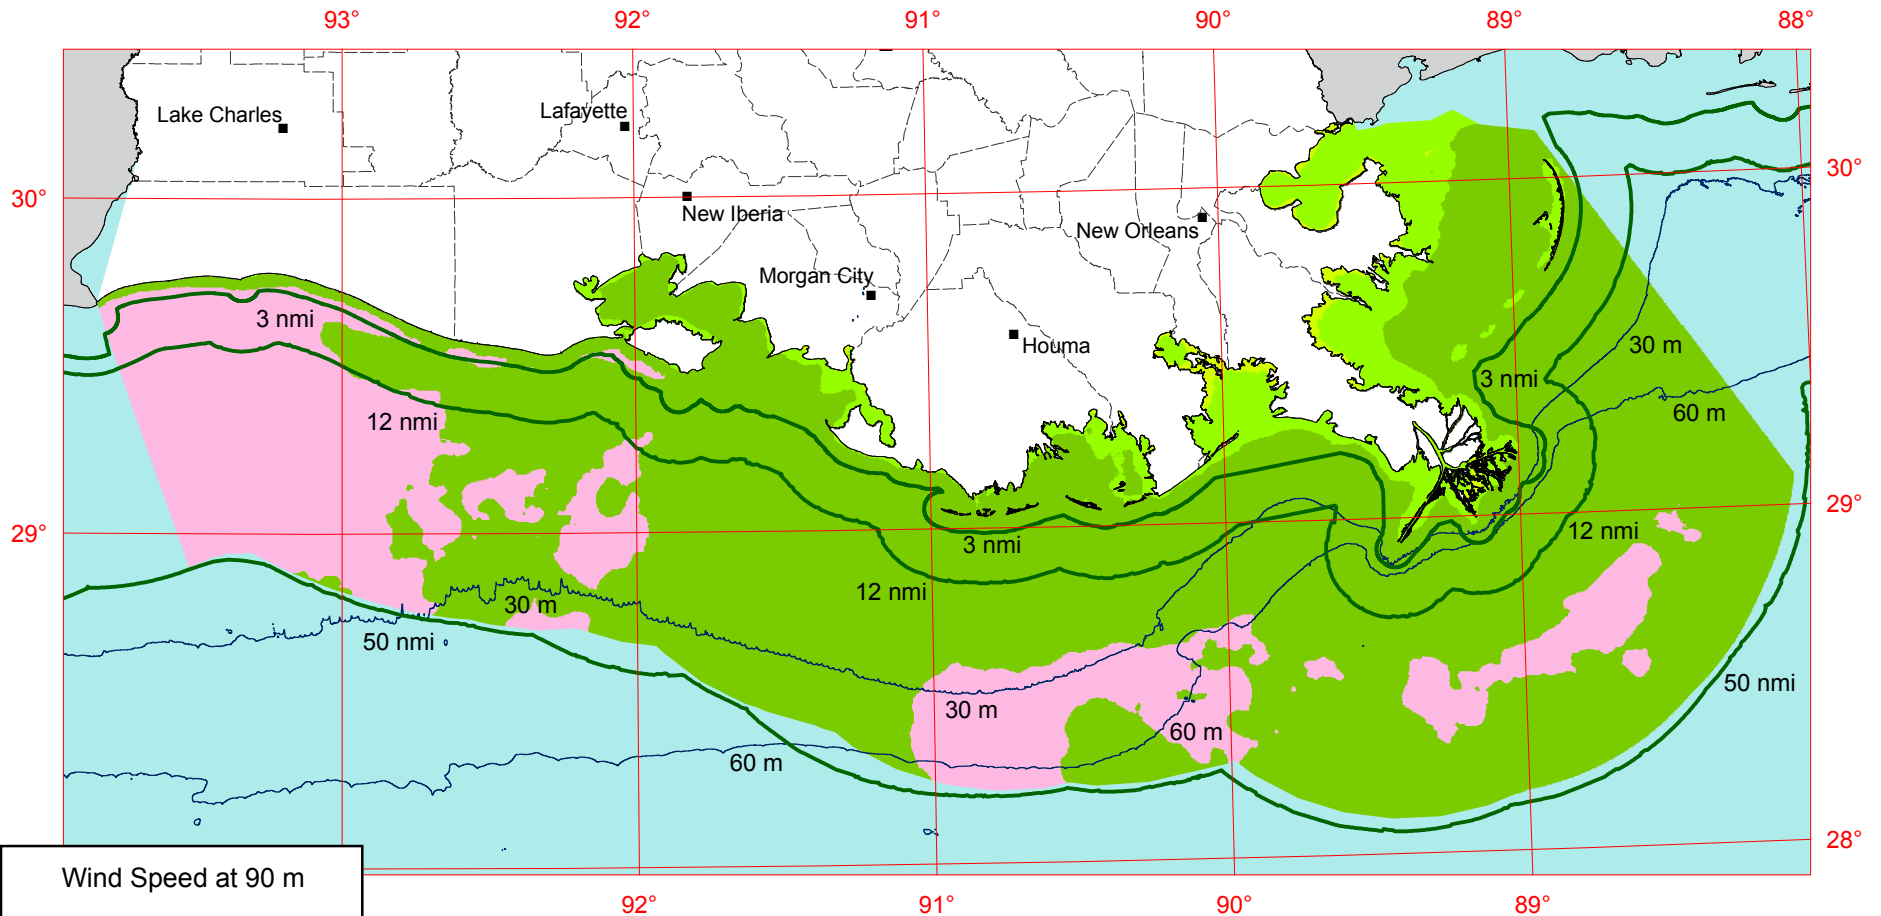 93°
92°
91°
90°
89°
88°
Lake Charles
Lafayette
30°
30°
New Iberia
New Orleans
Morgan City
3 nmi
Houma
30 m
3 nmi
12 nmi
60 m
29°
29°
3 nmi
12 nmi
12 nmi
30 m
50 nmi
50 nmi
30 m
60 m
60 m
28°
Wind Speed at 90 m
92°
91°
90°
89°